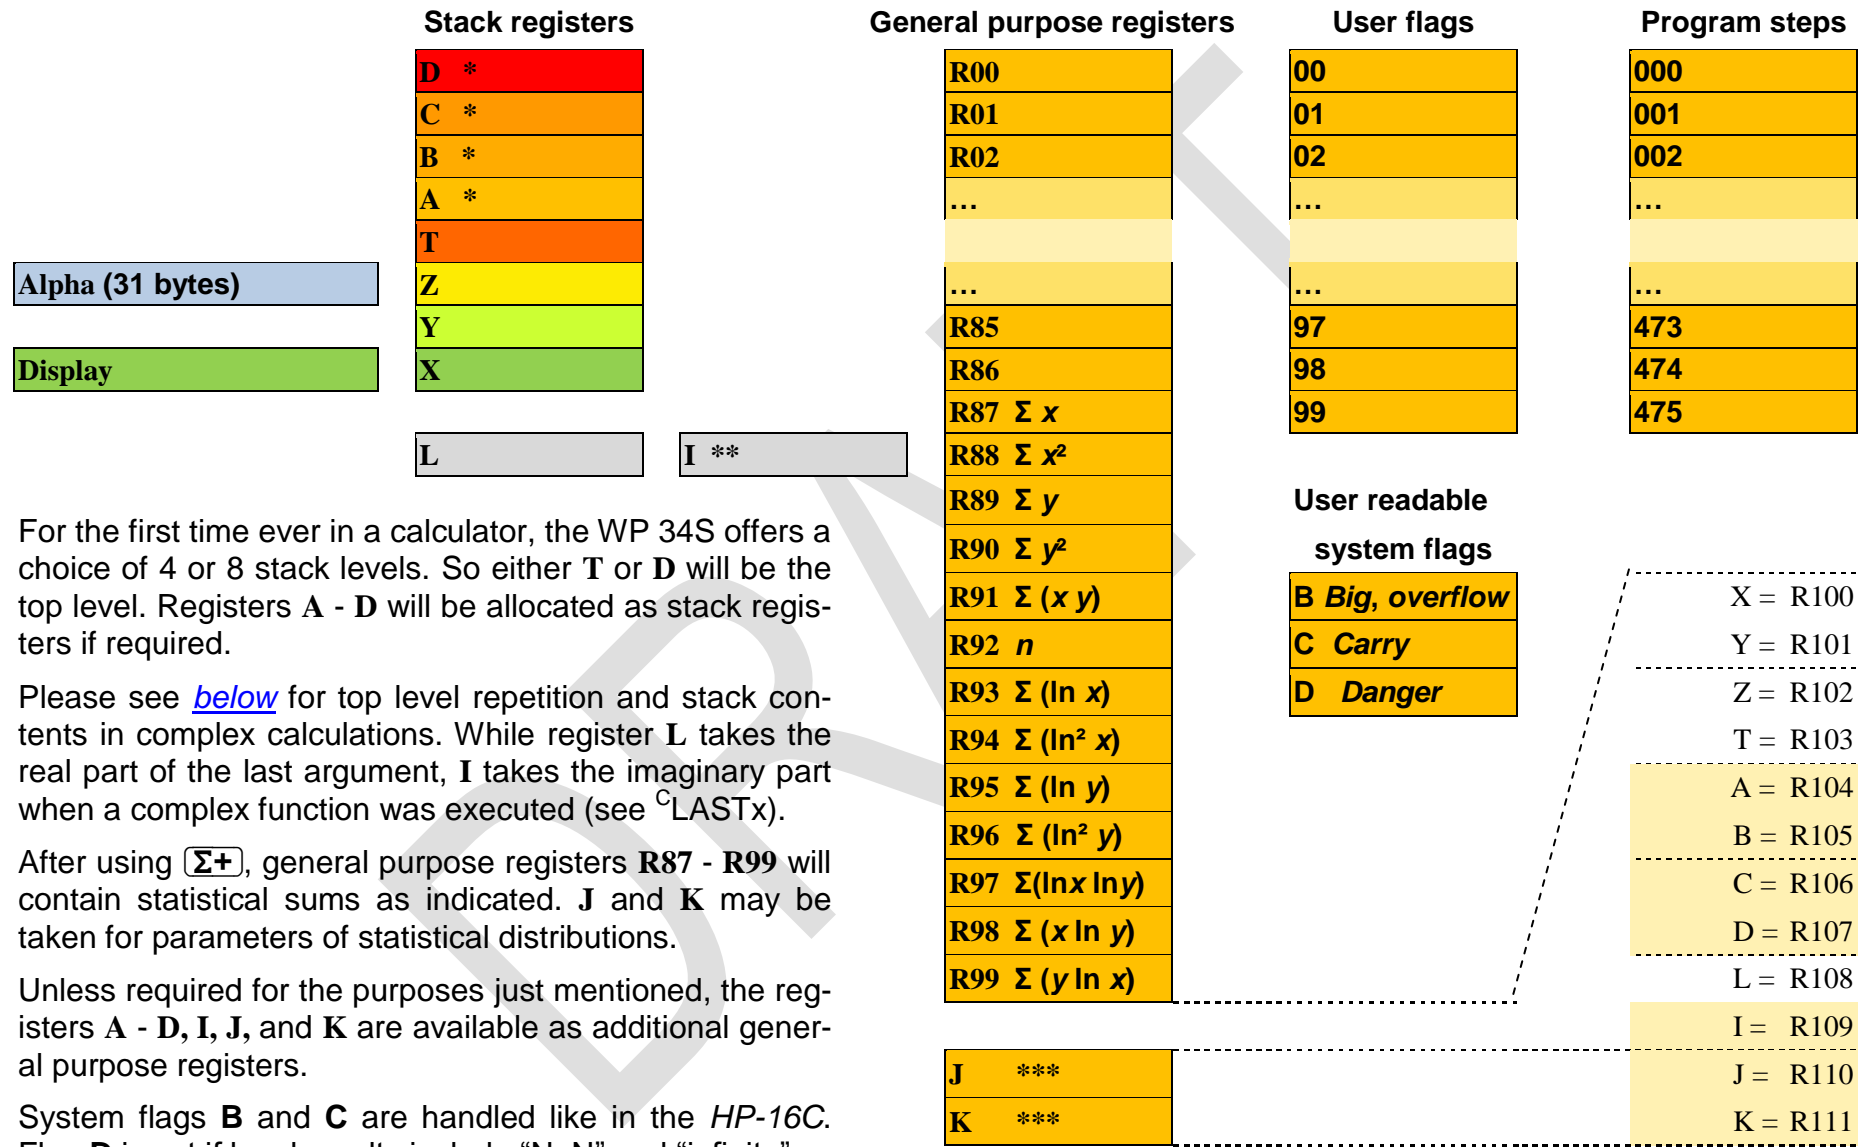 Stack registers
General purpose registers
User flags
Program steps
D *
C *
B *
A *
T
Z
Y
X
Alpha (31 bytes)
Display
L
I **
R00
R01
R02
…
…
R85
R86
R87 Σ x
R88 Σ x²
R89 Σ y
R90 Σ y²
R91 Σ (x y)
R92 n
R93 Σ (ln x)
R94 Σ (ln² x)
R95 Σ (ln y)
R96 Σ (ln² y)
R97 Σ(lnx lny)
R98 Σ (x ln y)
R99 Σ (y ln x)
J ***
K ***
00
01
02
…
…
97
98
99
User readable
system flags
B Big, overflow
C Carry
D Danger
000
001
002
…
…
473
474
475
X = R100
Y = R101
Z = R102
T = R103
A = R104
B = R105
C = R106
D = R107
L = R108
I = R109
J = R110
K = R111
For the first time ever in a calculator, the WP 34S offers a
choice of 4 or 8 stack levels. So either T or D will be the
top level. Registers A - D will be allocated as stack regis-
ters if required.
Please see below for top level repetition and stack con-
tents in complex calculations. While register L takes the
real part of the last argument, I takes the imaginary part
when a complex function was executed (see ᶜLASTx).
After using Σ+, general purpose registers R87 - R99 will
contain statistical sums as indicated. J and K may be
taken for parameters of statistical distributions.
Unless required for the purposes just mentioned, the reg-
isters A - D, I, J, and K are available as additional gener-
al purpose registers.
System flags B and C are handled like in the HP-16C.
DRAFT